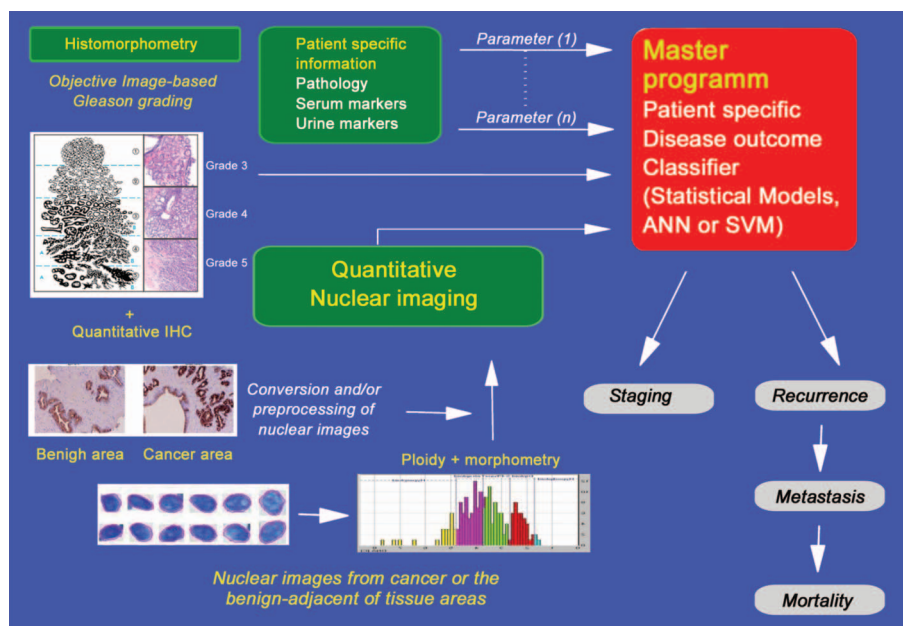 Histomorphometry
Objective Image-based
Gleason grading
Grade 3
Grade 4
Grade 5
+
Quantitative IHC
Benigh area
Cancer area
Patient specific
information
Pathology
Serum markers
Urine markers
Parameter (1)
Parameter (n)
Master
programm
Patient specific
Disease outcome
Classifier
(Statistical Models,
ANN or SVM)
Quantitative
Nuclear imaging
Conversion and/or
preprocessing of
nuclear images
Ploidy + morphometry
Nuclear images from cancer or the
benign-adjacent of tissue areas
Staging
Recurrence
Metastasis
Mortality